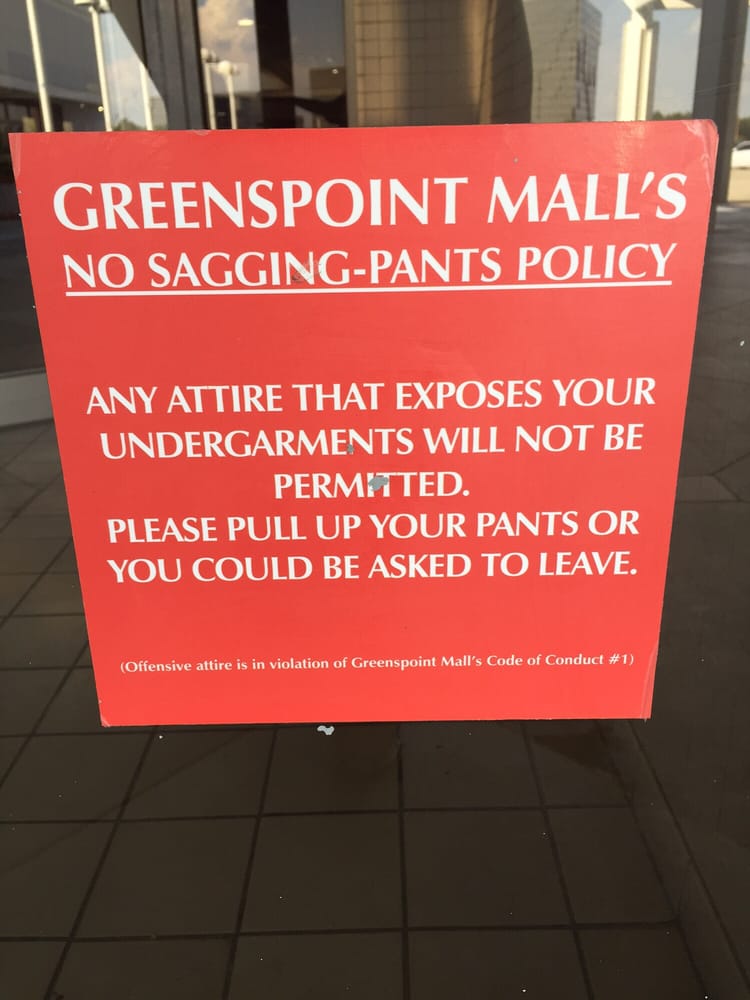 GREENSPOINT MALL'S
NO SAGGING-PANTS POLICY
ANY ATTIRE THAT EXPOSES YOUR
UNDERGARMENTS WILL NOT BE
PERMITTED.
PLEASE PULL UP YOUR PANTS OR
YOU COULD BE ASKED TO LEAVE.
(Offensive attire is in violation of Greenspoint Mall's Code of Conduct #1)